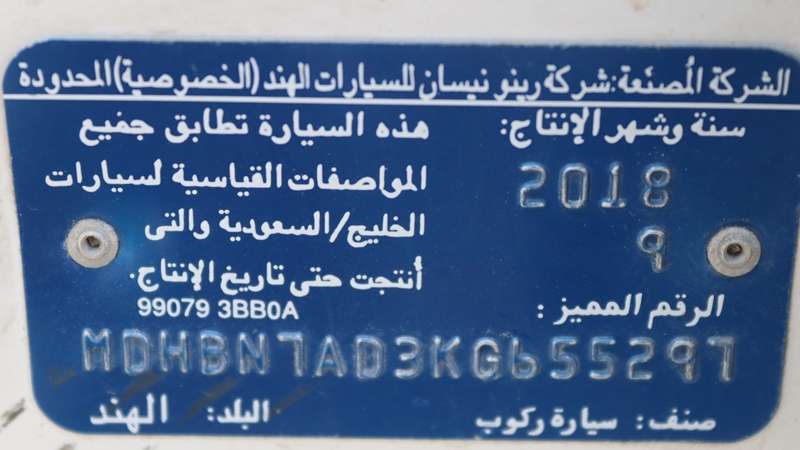 الشركة المُصنّعة: شركة رينو نيسان للسيارات الهند (الخصوصية) المحدودة
سنة وشهر الإنتاج:
2018
9
هذه السيارة تطابق جميع
المواصفات القياسية لسيارات
الخليج/السعودية والتى
أُنتجت حتى تاريخ الإنتاج.
99079 3BB0A
الرقم المميز :
MDHBN7AD3KG655297
صنف: سيارة ركوب
البلد: الهند